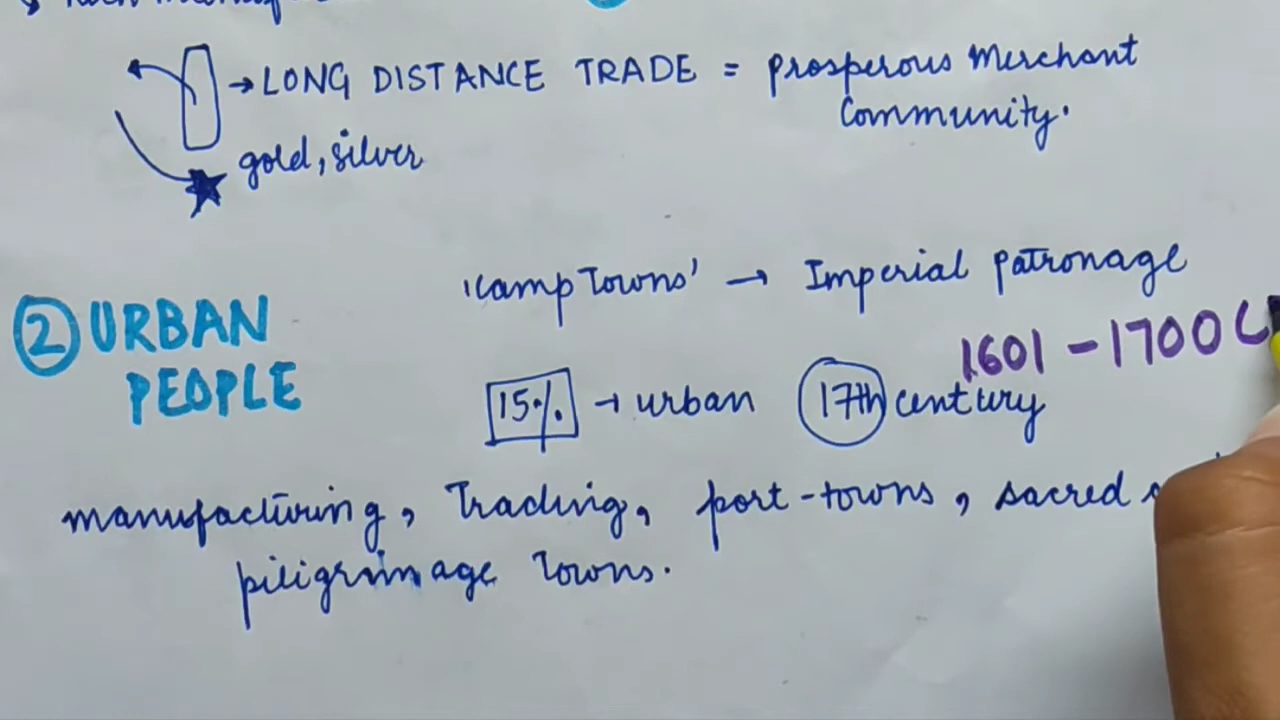 → LONG DISTANCE TRADE = prosperous Merchant
Community.
gold, silver
'camp Towns' → Imperial patronage
② URBAN
PEOPLE
1601 - 1700 C
15% → urban 17th century
manufacturing, Trading, port-towns, sacred
piligrimage Towns.